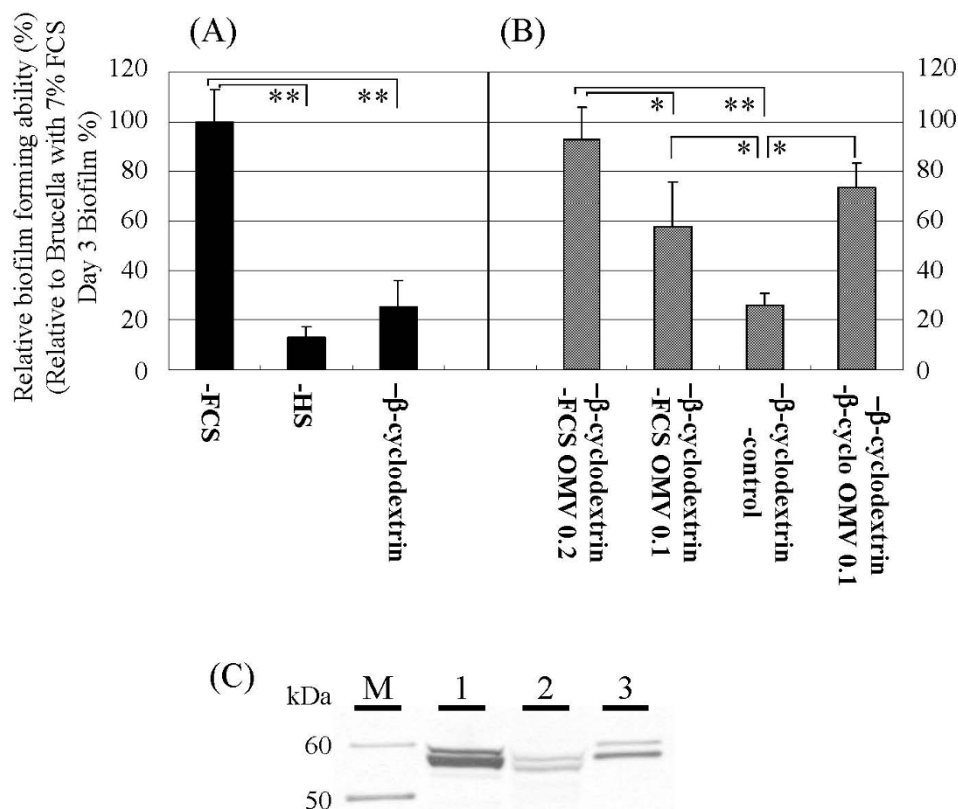 (A)
(B)
Relative biofilm forming ability (%)
(Relative to Brucella with 7% FCS
Day 3 Biofilm %)
120
100
80
60
40
20
0
** **
* **
* *
120
100
80
60
40
20
0
-FCS
-HS
-β-cyclodextrin
-β-cyclodextrin
-FCS OMV 0.2
-β-cyclodextrin
-FCS OMV 0.1
-β-cyclodextrin
-control
-β-cyclodextrin
-β-cyclo OMV 0.1
(C)
kDa M 1 2 3
60
50